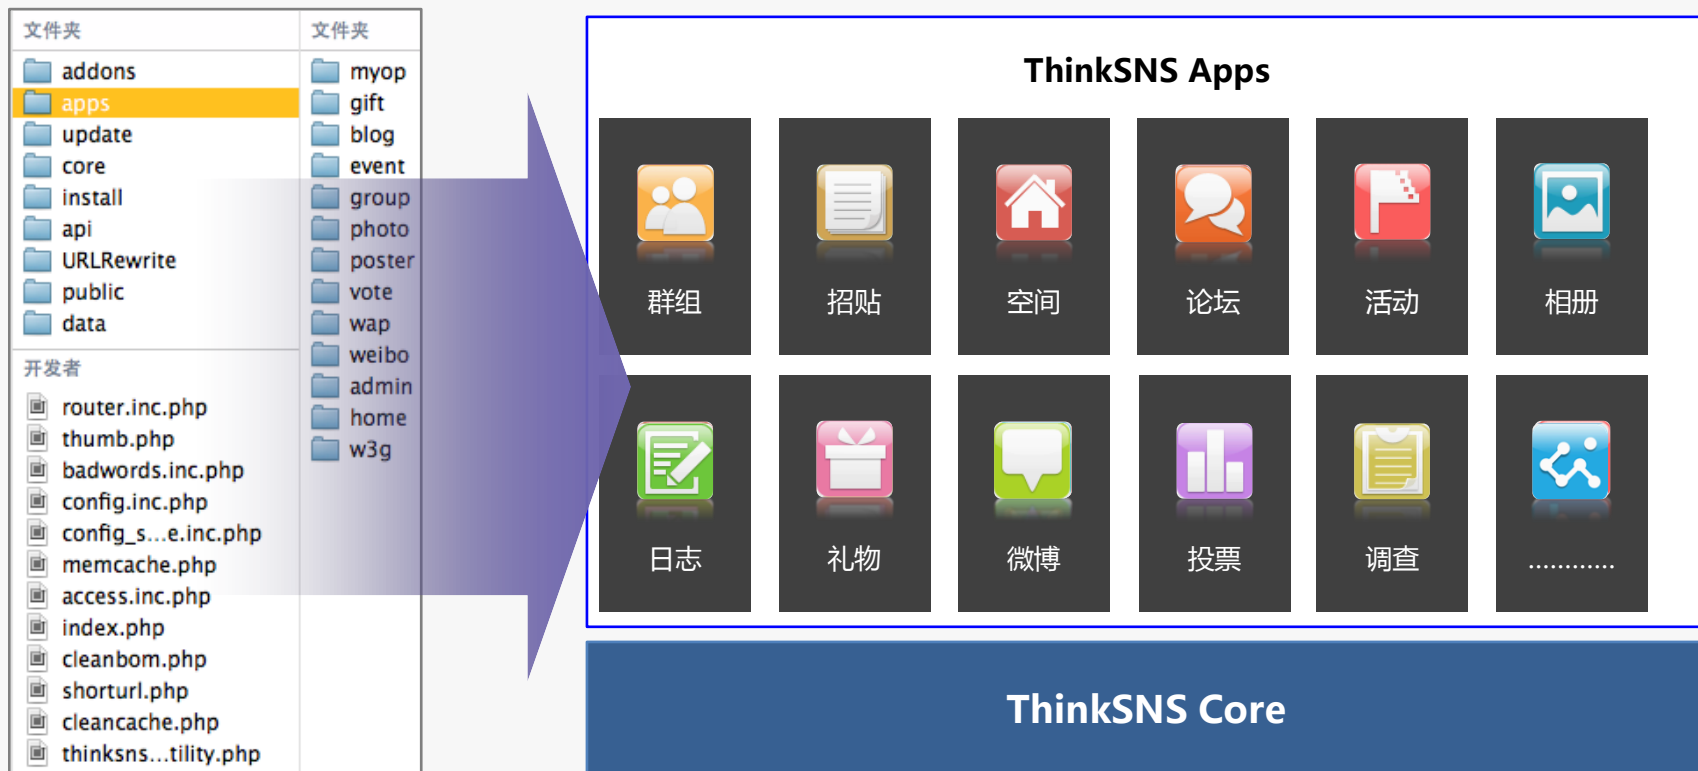 文件夹
addons
apps
update
core
install
api
URLRewrite
public
data
开发者
router.inc.php
thumb.php
badwords.inc.php
config.inc.php
config_s...e.inc.php
memcache.php
access.inc.php
index.php
cleanbom.php
shorturl.php
cleancache.php
thinksns...tility.php
文件夹
myop
gift
blog
event
group
photo
poster
vote
wap
weibo
admin
home
w3g
ThinkSNS Apps
群组
招贴
空间
论坛
活动
相册
日志
礼物
微博
投票
调查
............
ThinkSNS Core